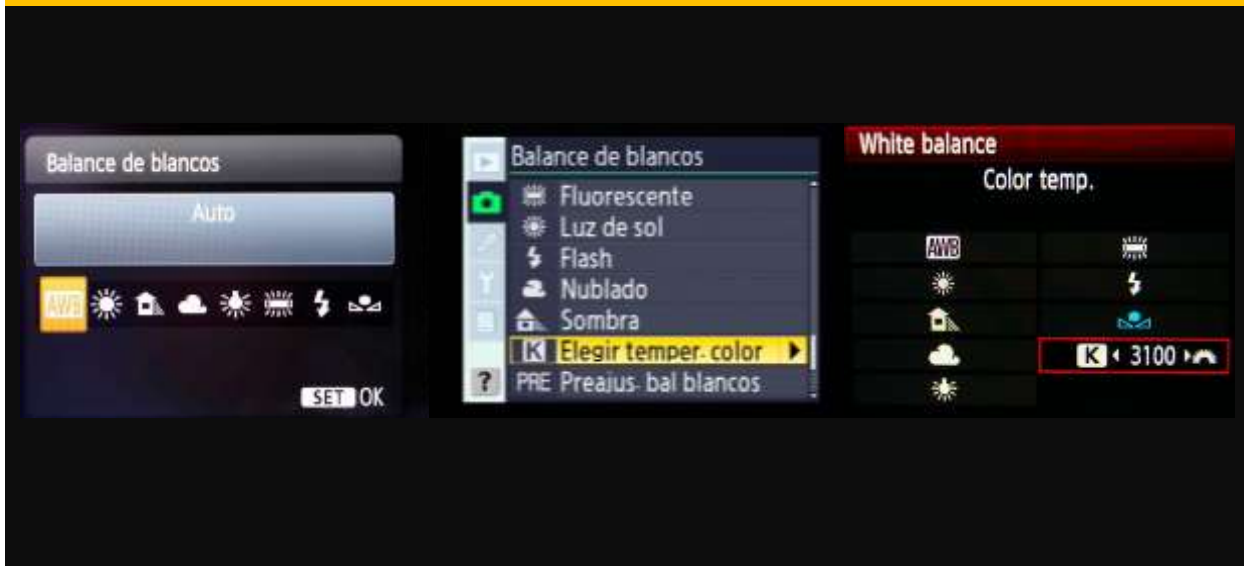 Balance de blancos
Auto
AWB
SET OK
Balance de blancos
Fluorescente
Luz de sol
Flash
Nublado
Sombra
K Elegir temper. color
? PRE Preajus. bal blancos
White balance
Color temp.
AWB
K 3100